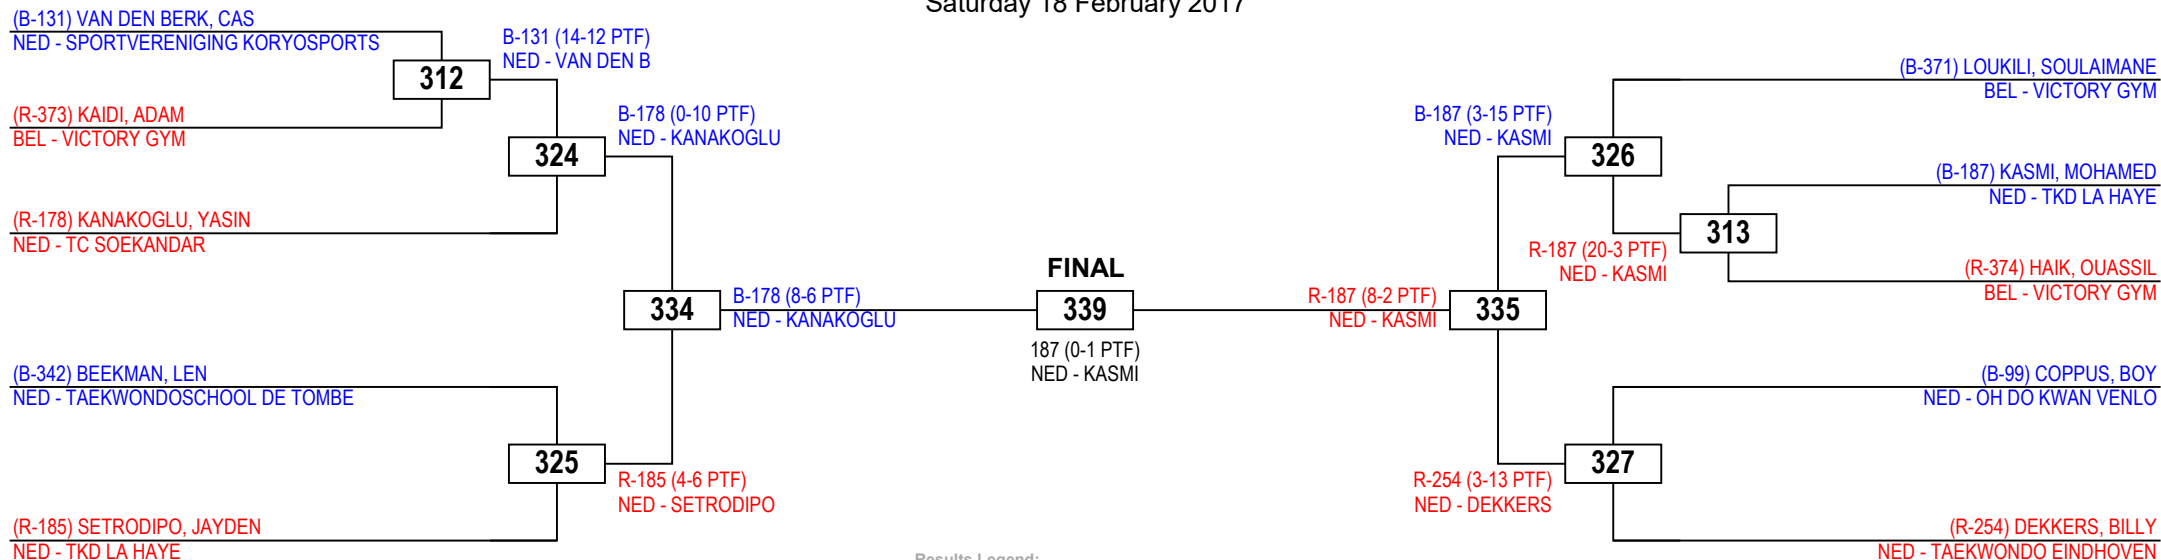 Saturday 18 February 2017
(B-131) VAN DEN BERK, CAS
NED - SPORTVERENIGING KORYOSPORTS
312
(R-373) KAIDI, ADAM
BEL - VICTORY GYM
B-131 (14-12 PTF)
NED - VAN DEN B
324
(R-178) KANAKOGLU, YASIN
NED - TC SOEKANDAR
B-178 (0-10 PTF)
NED - KANAKOGLU
334
(B-342) BEEKMAN, LEN
NED - TAEKWONDOSCHOOL DE TOMBE
325
(R-185) SETRODIPO, JAYDEN
NED - TKD LA HAYE
R-185 (4-6 PTF)
NED - SETRODIPO
B-178 (8-6 PTF)
NED - KANAKOGLU
FINAL
339
187 (0-1 PTF)
NED - KASMI
R-187 (8-2 PTF)
NED - KASMI
335
B-187 (3-15 PTF)
NED - KASMI
326
(B-371) LOUKILI, SOULAIMANE
BEL - VICTORY GYM
(B-187) KASMI, MOHAMED
NED - TKD LA HAYE
313
R-187 (20-3 PTF)
NED - KASMI
(R-374) HAIK, OUASSIL
BEL - VICTORY GYM
(B-99) COPPUS, BOY
NED - OH DO KWAN VENLO
327
R-254 (3-13 PTF)
NED - DEKKERS
(R-254) DEKKERS, BILLY
NED - TAEKWONDO EINDHOVEN
Results Legend: